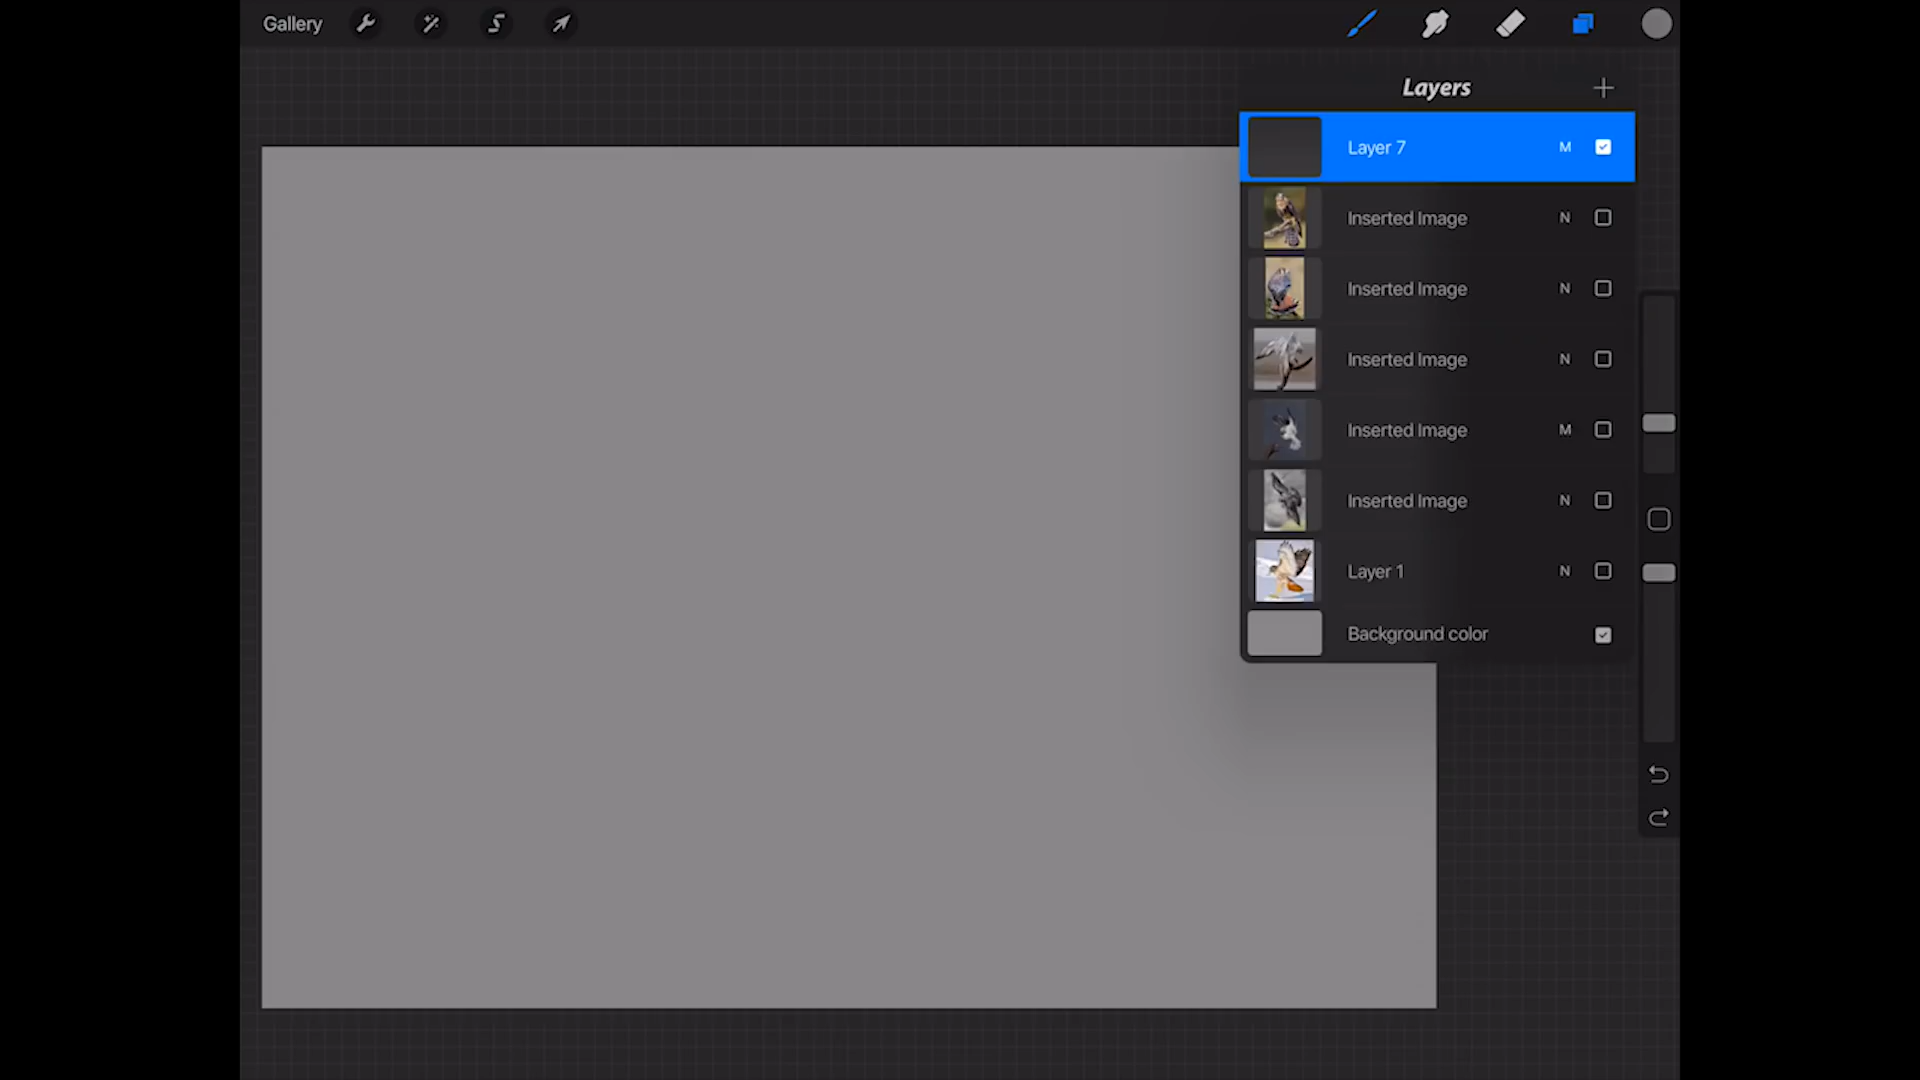 Gallery
Layers
Layer 7 M
Inserted Image N
Inserted Image N
Inserted Image N
Inserted Image M
Inserted Image N
Layer 1 N
Background color